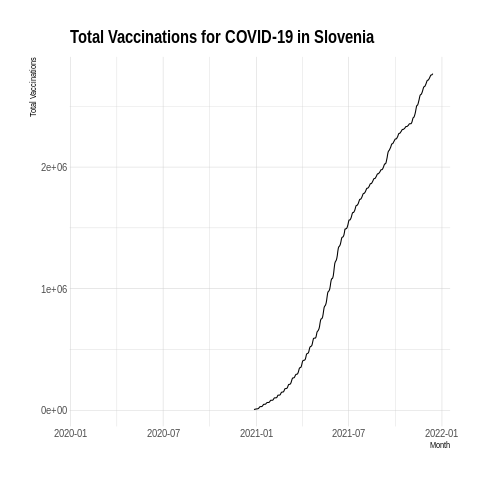 Total Vaccinations for COVID-19 in Slovenia
Total Vaccinations
2e+06
1e+06
0e+00
2020-01 2020-07 2021-01 2021-07 2022-01
Month